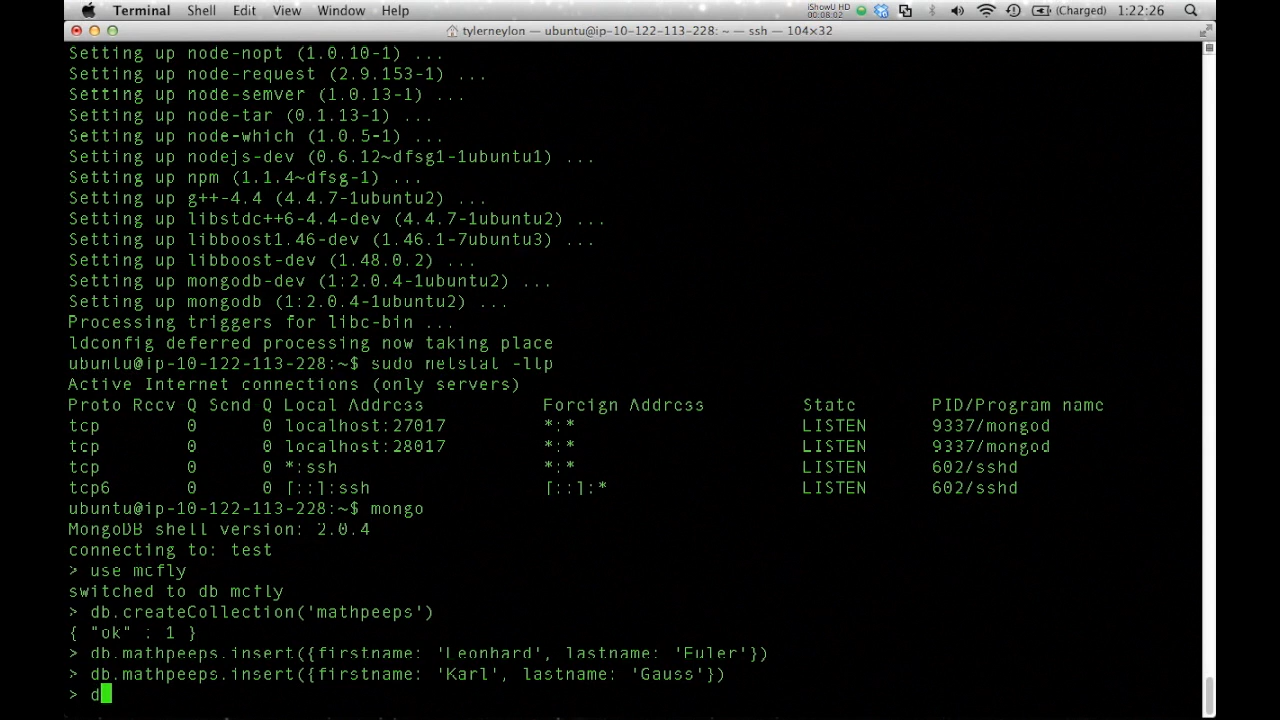 Terminal Shell Edit View Window Help iShowU HD 00:08:02 (Charged) 1:22:26
tylerneylon — ubuntu@ip-10-122-113-228: ~ — ssh — 104×32
Setting up node-nopt (1.0.10-1) ...
Setting up node-request (2.9.153-1) ...
Setting up node-semver (1.0.13-1) ...
Setting up node-tar (0.1.13-1) ...
Setting up node-which (1.0.5-1) ...
Setting up nodejs-dev (0.6.12~dfsg1-1ubuntu1) ...
Setting up npm (1.1.4~dfsg-1) ...
Setting up g++-4.4 (4.4.7-1ubuntu2) ...
Setting up libstdc++6-4.4-dev (4.4.7-1ubuntu2) ...
Setting up libboost1.46-dev (1.46.1-7ubuntu3) ...
Setting up libboost-dev (1.48.0.2) ...
Setting up mongodb-dev (1:2.0.4-1ubuntu2) ...
Setting up mongodb (1:2.0.4-1ubuntu2) ...
Processing triggers for libc-bin ...
ldconfig deferred processing now taking place
ubuntu@ip-10-122-113-228:~$ sudo netstat -ltp
Active Internet connections (only servers)
Proto Recv-Q Send-Q Local Address Foreign Address State PID/Program name
tcp 0 0 localhost:27017 *:* LISTEN 9337/mongod
tcp 0 0 localhost:28017 *:* LISTEN 9337/mongod
tcp 0 0 *:ssh *:* LISTEN 602/sshd
tcp6 0 0 [::]:ssh [::]:* LISTEN 602/sshd
ubuntu@ip-10-122-113-228:~$ mongo
MongoDB shell version: 2.0.4
connecting to: test
> use mcfly
switched to db mcfly
> db.createCollection('mathpeeps')
{ "ok" : 1 }
> db.mathpeeps.insert({firstname: 'Leonhard', lastname: 'Euler'})
> db.mathpeeps.insert({firstname: 'Karl', lastname: 'Gauss'})
> d